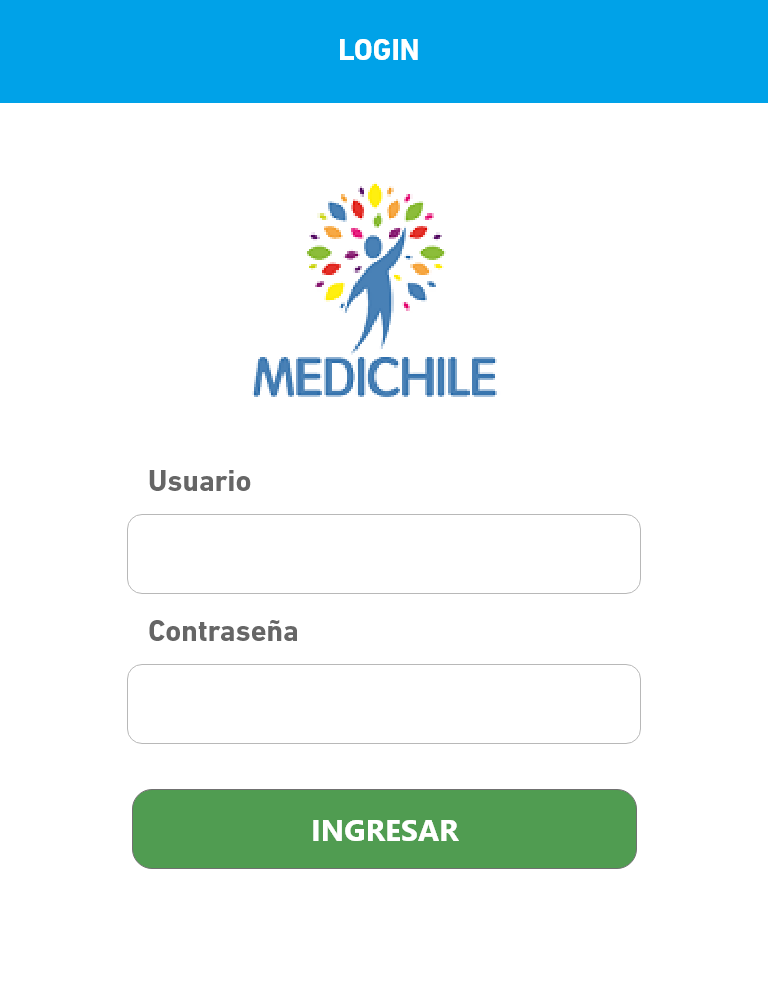 LOGIN
MEDICHILE
Usuario
Contraseña
INGRESAR